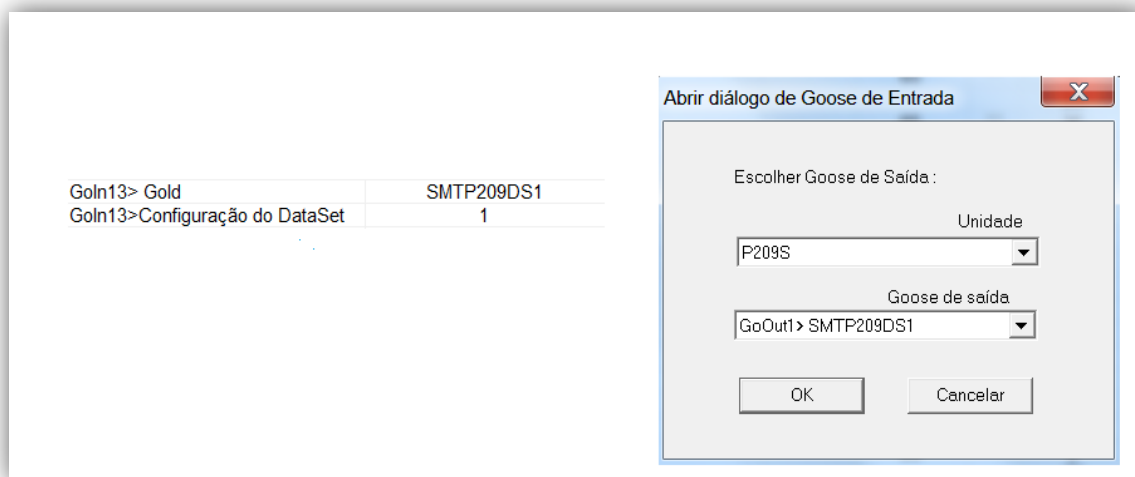 GoIn13> GoId SMTP209DS1
GoIn13>Configuração do DataSet 1
Abrir diálogo de Goose de Entrada
X
Escolher Goose de Saída :
Unidade
P209S
Goose de saída
GoOut1> SMTP209DS1
OK Cancelar